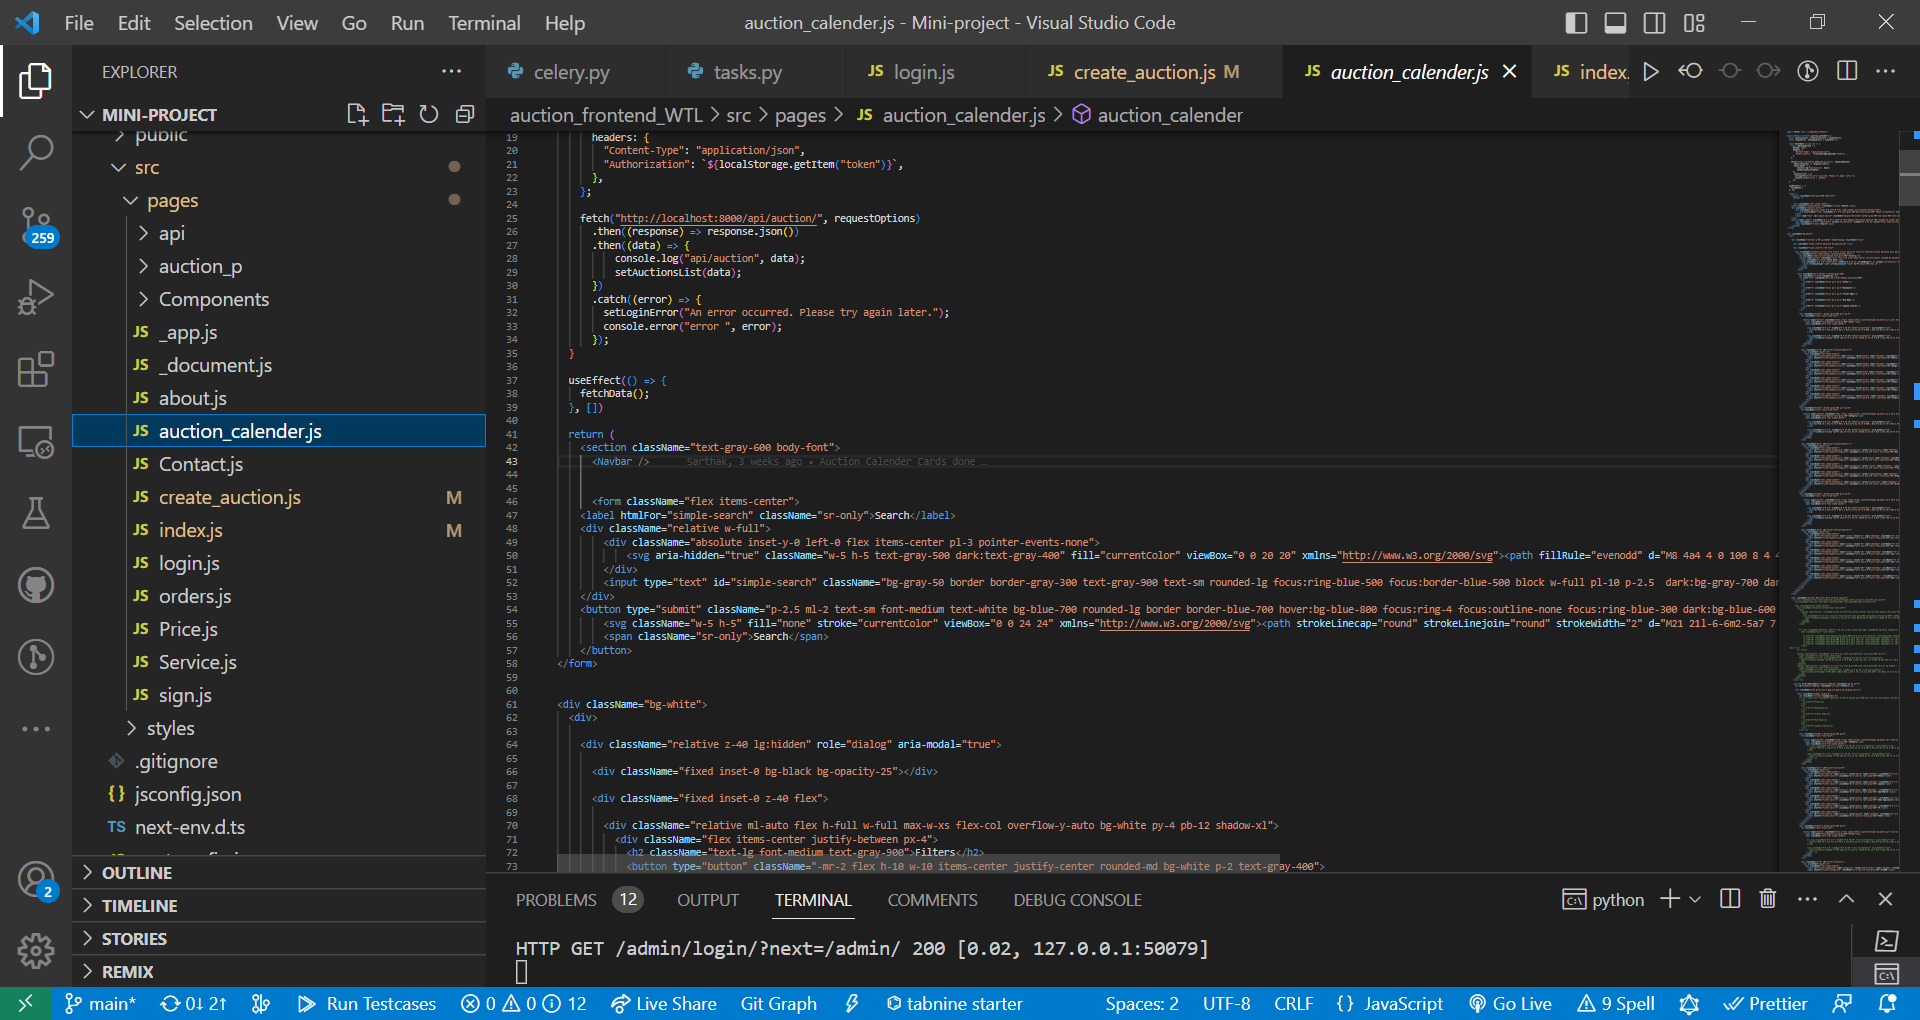 File Edit Selection View Go Run Terminal Help
auction_calender.js - Mini-project - Visual Studio Code
EXPLORER
celery.py
tasks.py
JS login.js
JS create_auction.js M
JS auction_calender.js
JS index.
MINI-PROJECT
auction_frontend_WTL > src > pages > JS auction_calender.js > auction_calender
public
src
pages
api
auction_p
Components
JS _app.js
JS _document.js
JS about.js
JS auction_calender.js
JS Contact.js
JS create_auction.js M
JS index.js M
JS login.js
JS orders.js
JS Price.js
JS Service.js
JS sign.js
styles
.gitignore
{} jsconfig.json
TS next-env.d.ts
OUTLINE
TIMELINE
STORIES
REMIX
259
2
19 headers: {
20 "Content-Type": "application/json",
21 "Authorization": `${localStorage.getItem("token")}`,
22 },
23 };
24
25 fetch("http://localhost:8000/api/auction/", requestOptions)
26 .then((response) => response.json())
27 .then((data) => {
28 console.log("api/auction", data);
29 setAuctionsList(data);
30 })
31 .catch((error) => {
32 setLoginError("An error occurred. Please try again later.");
33 console.error("error ", error);
34 });
35 }
36
37 useEffect(() => {
38 fetchData();
39 }, [])
40
41 return (
42 <section className="text-gray-600 body-font">
43 <Navbar /> Sarthak, 3 weeks ago • Auction Calender Cards done …
44
45
46 <form className="flex items-center">
47 <label htmlFor="simple-search" className="sr-only">Search</label>
48 <div className="relative w-full">
49 <div className="absolute inset-y-0 left-0 flex items-center pl-3 pointer-events-none">
50 <svg aria-hidden="true" className="w-5 h-5 text-gray-500 dark:text-gray-400" fill="currentColor" viewBox="0 0 20 20" xmlns="http://www.w3.org/2000/svg"><path fillRule="evenodd" d="M8 4a4 4 0 100 8 4 4
51 </div>
52 <input type="text" id="simple-search" className="bg-gray-50 border border-gray-300 text-gray-900 text-sm rounded-lg focus:ring-blue-500 focus:border-blue-500 block w-full pl-10 p-2.5 dark:bg-gray-700 da
53 </div>
54 <button type="submit" className="p-2.5 ml-2 text-sm font-medium text-white bg-blue-700 rounded-lg border border-blue-700 hover:bg-blue-800 focus:ring-4 focus:outline-none focus:ring-blue-300 dark:bg-blue-600
55 <svg className="w-5 h-5" fill="none" stroke="currentColor" viewBox="0 0 24 24" xmlns="http://www.w3.org/2000/svg"><path strokeLinecap="round" strokeLinejoin="round" strokeWidth="2" d="M21 21l-6-6m2-5a7 7
56 <span className="sr-only">Search</span>
57 </button>
58 </form>
59
60
61 <div className="bg-white">
62 <div>
63
64 <div className="relative z-40 lg:hidden" role="dialog" aria-modal="true">
65
66 <div className="fixed inset-0 bg-black bg-opacity-25"></div>
67
68 <div className="fixed inset-0 z-40 flex">
69
70 <div className="relative ml-auto flex h-full w-full max-w-xs flex-col overflow-y-auto bg-white py-4 pb-12 shadow-xl">
71 <div className="flex items-center justify-between px-4">
72 <h2 className="text-lg font-medium text-gray-900">Filters</h2>
73 <button type="button" className="-mr-2 flex h-10 w-10 items-center justify-center rounded-md bg-white p-2 text-gray-400">
PROBLEMS 12 OUTPUT TERMINAL COMMENTS DEBUG CONSOLE
python
HTTP GET /admin/login/?next=/admin/ 200 [0.02, 127.0.0.1:50079]
main* 0↓ 2↑ Run Testcases 0 0 12 Live Share Git Graph tabnine starter Spaces: 2 UTF-8 CRLF {} JavaScript Go Live 9 Spell Prettier